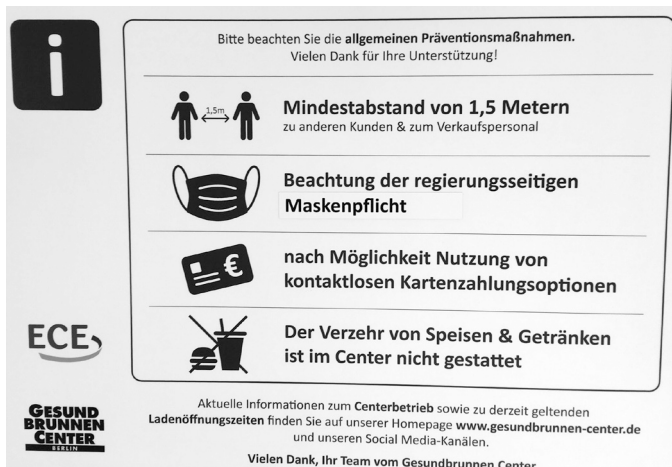 i
Bitte beachten Sie die allgemeinen Präventionsmaßnahmen.
Vielen Dank für Ihre Unterstützung!
1,5m
Mindestabstand von 1,5 Metern
zu anderen Kunden & zum Verkaufspersonal
Beachtung der regierungsseitigen
Maskenpflicht
€
nach Möglichkeit Nutzung von
kontaktlosen Kartenzahlungsoptionen
Der Verzehr von Speisen & Getränken
ist im Center nicht gestattet
ECE
GESUND
BRUNNEN
CENTER
BERLIN
Aktuelle Informationen zum Centerbetrieb sowie zu derzeit geltenden
Ladenöffnungszeiten finden Sie auf unserer Homepage www.gesundbrunnen-center.de
und unseren Social Media-Kanälen.
Vielen Dank, Ihr Team vom Gesundbrunnen Center